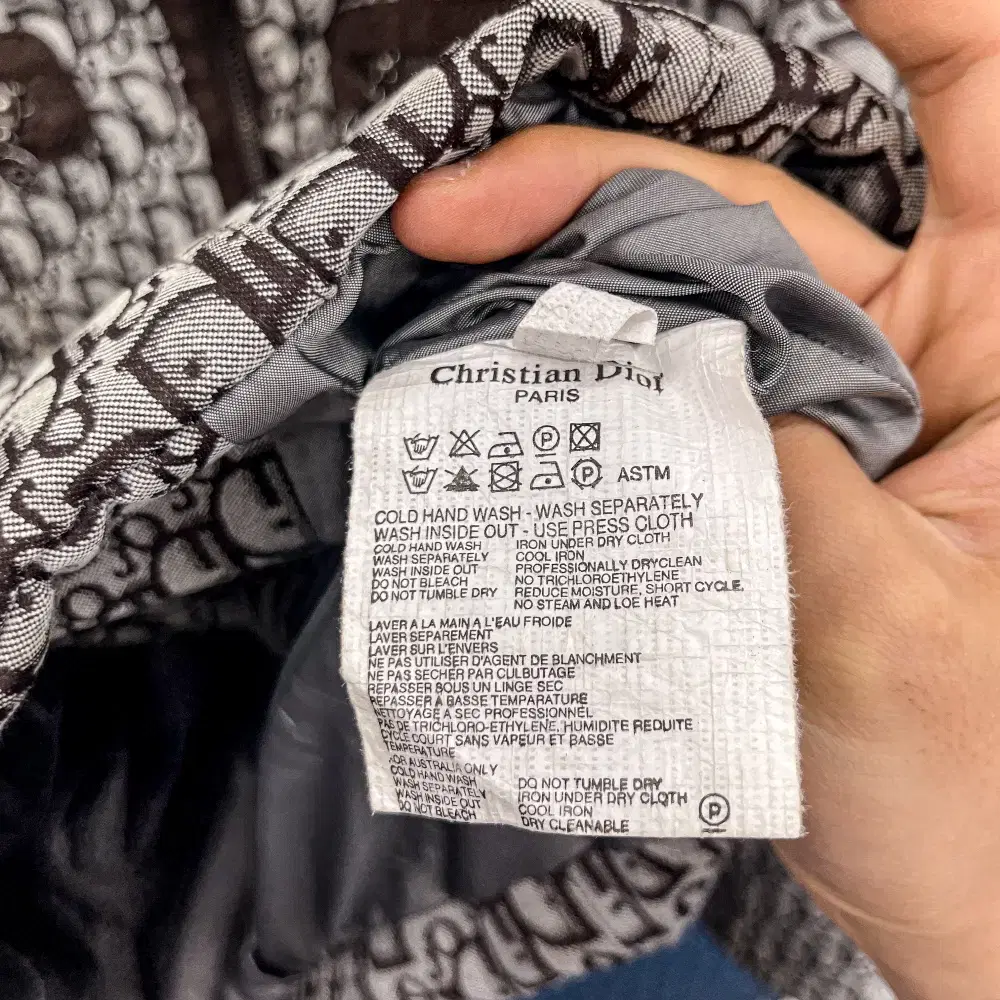 Christian Dior
PARIS
P
P ASTM
COLD HAND WASH - WASH SEPARATELY
WASH INSIDE OUT - USE PRESS CLOTH
COLD HAND WASH IRON UNDER DRY CLOTH
WASH SEPARATELY COOL IRON
WASH INSIDE OUT PROFESSIONALLY DRYCLEAN
DO NOT BLEACH NO TRICHLOROETHYLENE
DO NOT TUMBLE DRY REDUCE MOISTURE, SHORT CYCLE,
NO STEAM AND LOE HEAT
LAVER A LA MAIN A L'EAU FROIDE
LAVER SEPAREMENT
LAVER SUR L'ENVERS
NE PAS UTILISER D'AGENT DE BLANCHMENT
NE PAS SECHER PAR CULBUTAGE
REPASSER BOUS UN LINGE SEC
REPASSER A BASSE TEMPARATURE
NETTOYAGE A SEC PROFESSIONNEL
PAS DE TRICHLORO-ETHYLENE, HUMIDITE REDUITE
CYCLE COURT SANS VAPEUR ET BASSE
TEMPERATURE
FOR AUSTRALIA ONLY
COLD HAND WASH DO NOT TUMBLE DRY
WASH SEPARATELY IRON UNDER DRY CLOTH
WASH INSIDE OUT COOL IRON
DO NOT BLEACH DRY CLEANABLE
P